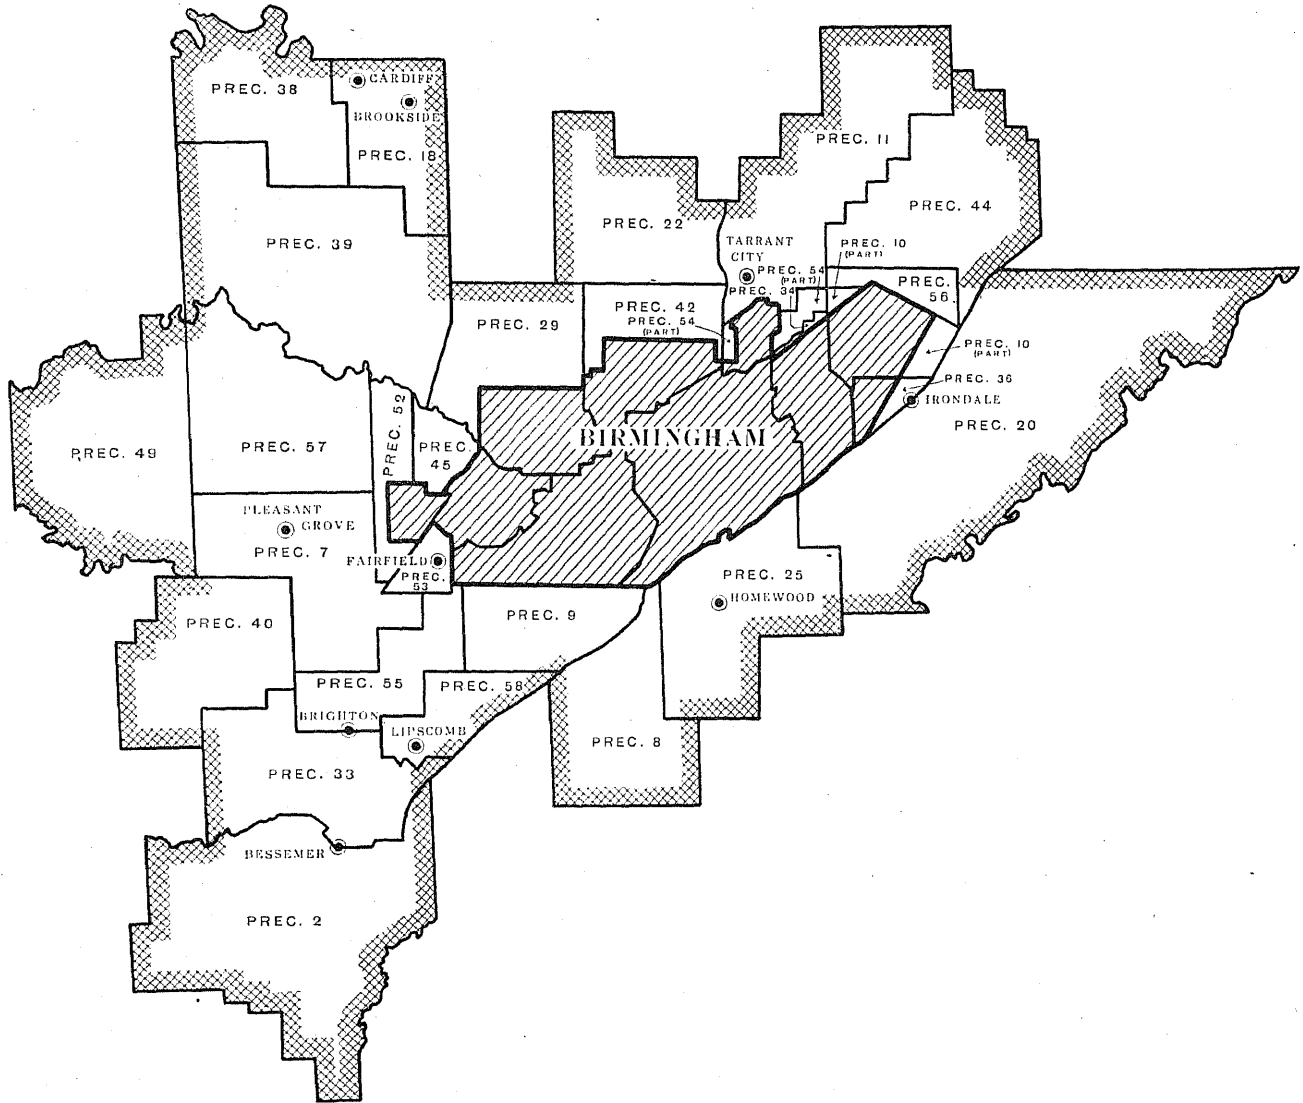 CARDIFF
PREC. 38
BROOKSIDE
PREC. 18
PREC. 11
PREC. 44
PREC. 22
PREC. 39
TARRANT
CITY
PREC. 10
(PART)
PREC. 54
(PART)
PREC. 34
PREC.
56
PREC. 42
PREC. 54
(PART)
PREC. 29
PREC. 10
(PART)
PREC. 36
IRONDALE
PREC. 20
PREC. 52
BIRMINGHAM
PREC.
45
PREC. 57
PREC. 49
PLEASANT
GROVE
PREC. 7
FAIRFIELD
PREC.
53
PREC. 25
HOMEWOOD
PREC. 9
PREC. 40
PREC. 55
PREC. 58
BRIGHTON
LIPSCOMB
PREC. 8
PREC. 33
BESSEMER
PREC. 2